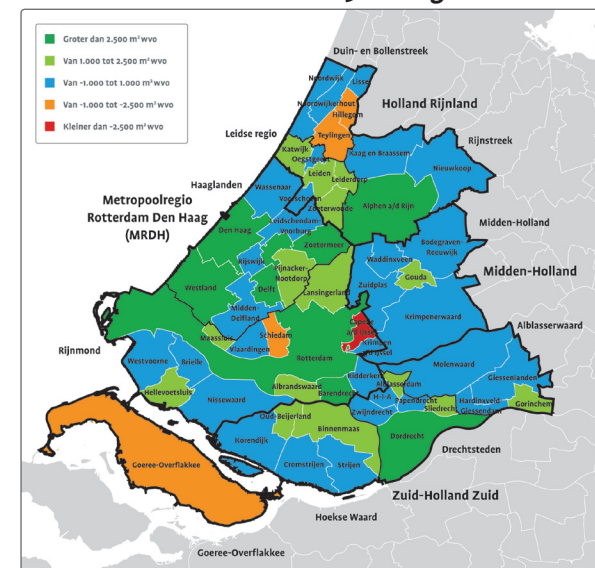 Groter dan 2.500 m² wvo
Van 1.000 tot 2.500 m² wvo
Van -1.000 tot 1.000 m² wvo
Van -1.000 tot -2.500 m² wvo
Kleiner dan -2.500 m² wvo
Duin- en Bollenstreek
Noordwijk
Lisse
Noordwijkerhout
Hillegom
Holland Rijnland
Teylingen
Leidse regio
Katwijk
Oegstgeest
Kaag en Braassem
Rijnstreek
Nieuwkoop
Leiden
Leiderdorp
Haaglanden
Wassenaar
Voorschoten
Zoeterwoude
Alphen a/d Rijn
Metropoolregio
Rotterdam Den Haag
(MRDH)
Den Haag
Leidschendam-
Voorburg
Midden-Holland
Zoetermeer
Bodegraven-
Reeuwijk
Rijswijk
Waddinxveen
Pijnacker-
Nootdorp
Gouda
Midden-Holland
Westland
Delft
Lansingerland
Zuidplas
Midden-
Delfland
Krimpenerwaard
Alblasserwaard
Capelle
a/d IJssel
Schiedam
Maassluis
Krimpen
a/d IJssel
Rijnmond
Vlaardingen
Rotterdam
Westvoorne
Brielle
Molenwaard
Ridderkerk
Giessenlanden
Albrandswaard
Alblasserdam
Hellevoetsluis
Barendrecht
H-I-A
Papendrecht
Hardinxveld
Giessendam
Nissewaard
Zwijndrecht
Sliedrecht
Gorinchem
Oud-Beijerland
Binnenmaas
Dordrecht
Korendijk
Drechtsteden
Cromstrijen
Strijen
Goeree-Overflakkee
Zuid-Holland Zuid
Hoekse Waard
Goeree-Overflakkee